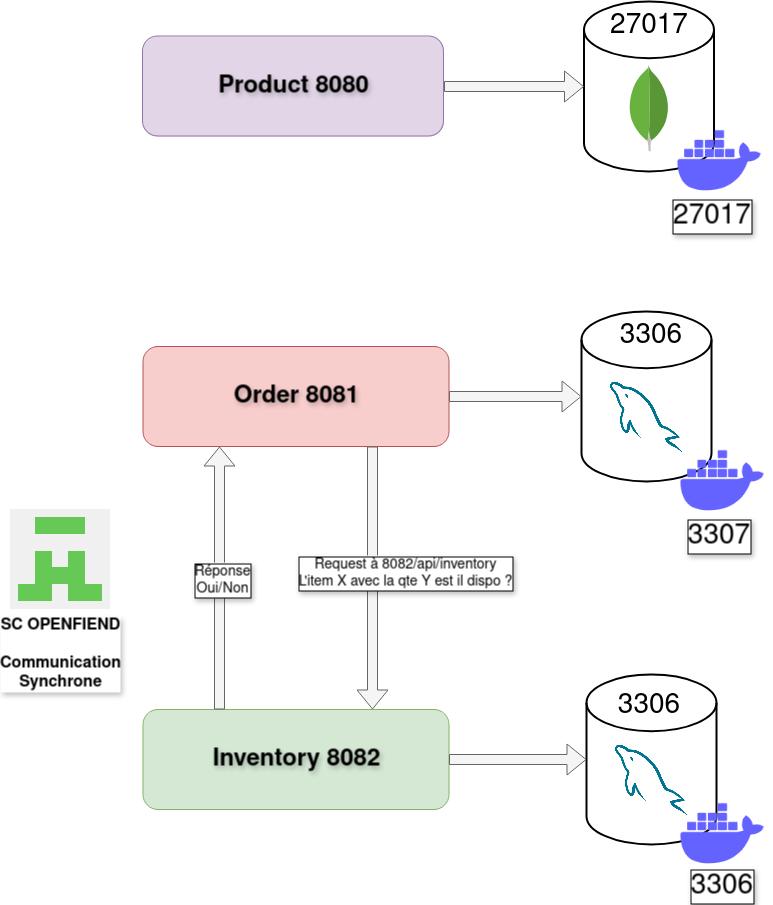 27017
Product 8080
27017
3306
Order 8081
3307
Réponse
Oui/Non
Request à 8082/api/inventory
L'item X avec la qte Y est il dispo ?
SC OPENFIEND
Communication
Synchrone
3306
Inventory 8082
3306